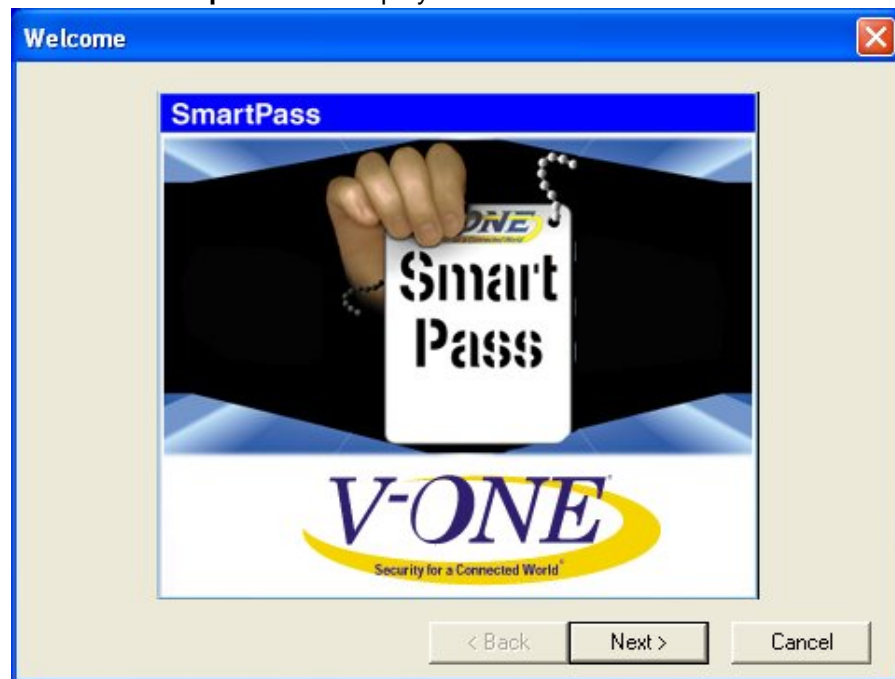 Welcome
SmartPass
ONE
Smart
Pass
V-ONE
Security for a Connected World
< Back
Next >
Cancel